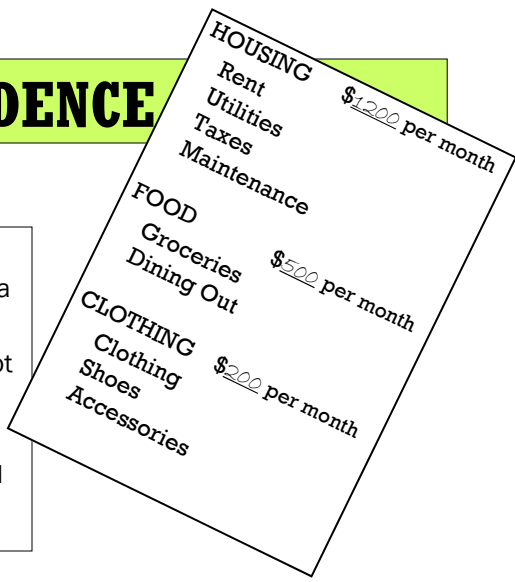 DENCE
HOUSING
Rent $1200 per month
Utilities
Taxes
Maintenance
FOOD
Groceries $500 per month
Dining Out
CLOTHING
Clothing $200 per month
Shoes
Accessories
a